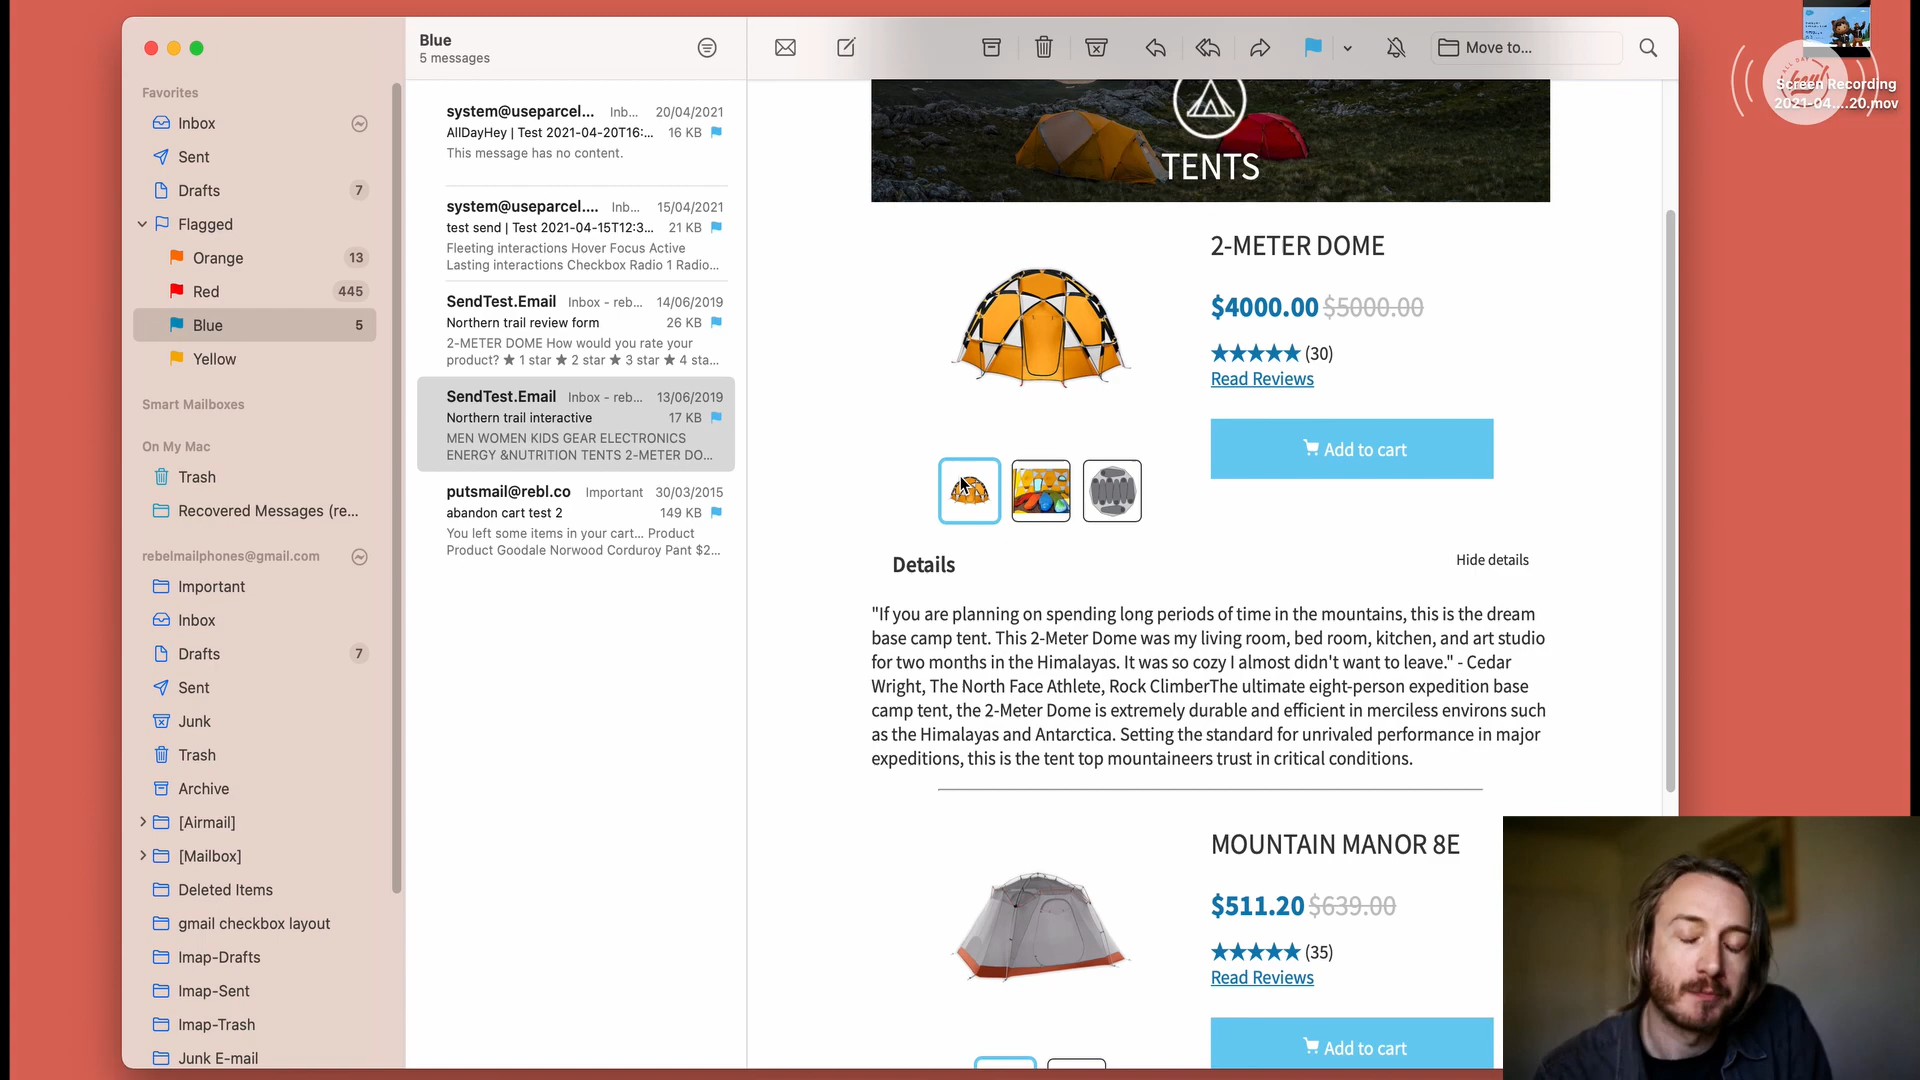 Blue
5 messages
Move to...
Screen Recording
2021-04....20.mov
Favorites
Inbox
Sent
Drafts 7
Flagged
Orange 13
Red 445
Blue 5
Yellow
Smart Mailboxes
On My Mac
Trash
Recovered Messages (re...
rebelmailphones@gmail.com
Important
Inbox
Drafts 7
Sent
Junk
Trash
Archive
[Airmail]
[Mailbox]
Deleted Items
gmail checkbox layout
Imap-Drafts
Imap-Sent
Imap-Trash
Junk E-mail
system@useparcel... Inb... 20/04/2021
AllDayHey | Test 2021-04-20T16:... 16 KB
This message has no content.
system@useparcel.... Inb... 15/04/2021
test send | Test 2021-04-15T12:3... 21 KB
Fleeting interactions Hover Focus Active
Lasting interactions Checkbox Radio 1 Radio...
SendTest.Email Inbox - reb... 14/06/2019
Northern trail review form 26 KB
2-METER DOME How would you rate your
product? ★ 1 star ★ 2 star ★ 3 star ★ 4 sta...
SendTest.Email Inbox - reb... 13/06/2019
Northern trail interactive 17 KB
MEN WOMEN KIDS GEAR ELECTRONICS
ENERGY &NUTRITION TENTS 2-METER DO...
putsmail@rebl.co Important 30/03/2015
abandon cart test 2 149 KB
You left some items in your cart... Product
Product Goodale Norwood Corduroy Pant $2...
TENTS
2-METER DOME
$4000.00 $5000.00
★★★★★ (30)
Read Reviews
Add to cart
Details Hide details
"If you are planning on spending long periods of time in the mountains, this is the dream
base camp tent. This 2-Meter Dome was my living room, bed room, kitchen, and art studio
for two months in the Himalayas. It was so cozy I almost didn't want to leave." - Cedar
Wright, The North Face Athlete, Rock ClimberThe ultimate eight-person expedition base
camp tent, the 2-Meter Dome is extremely durable and efficient in merciless environs such
as the Himalayas and Antarctica. Setting the standard for unrivaled performance in major
expeditions, this is the tent top mountaineers trust in critical conditions.
MOUNTAIN MANOR 8E
$511.20 $639.00
★★★★★ (35)
Read Reviews
Add to cart